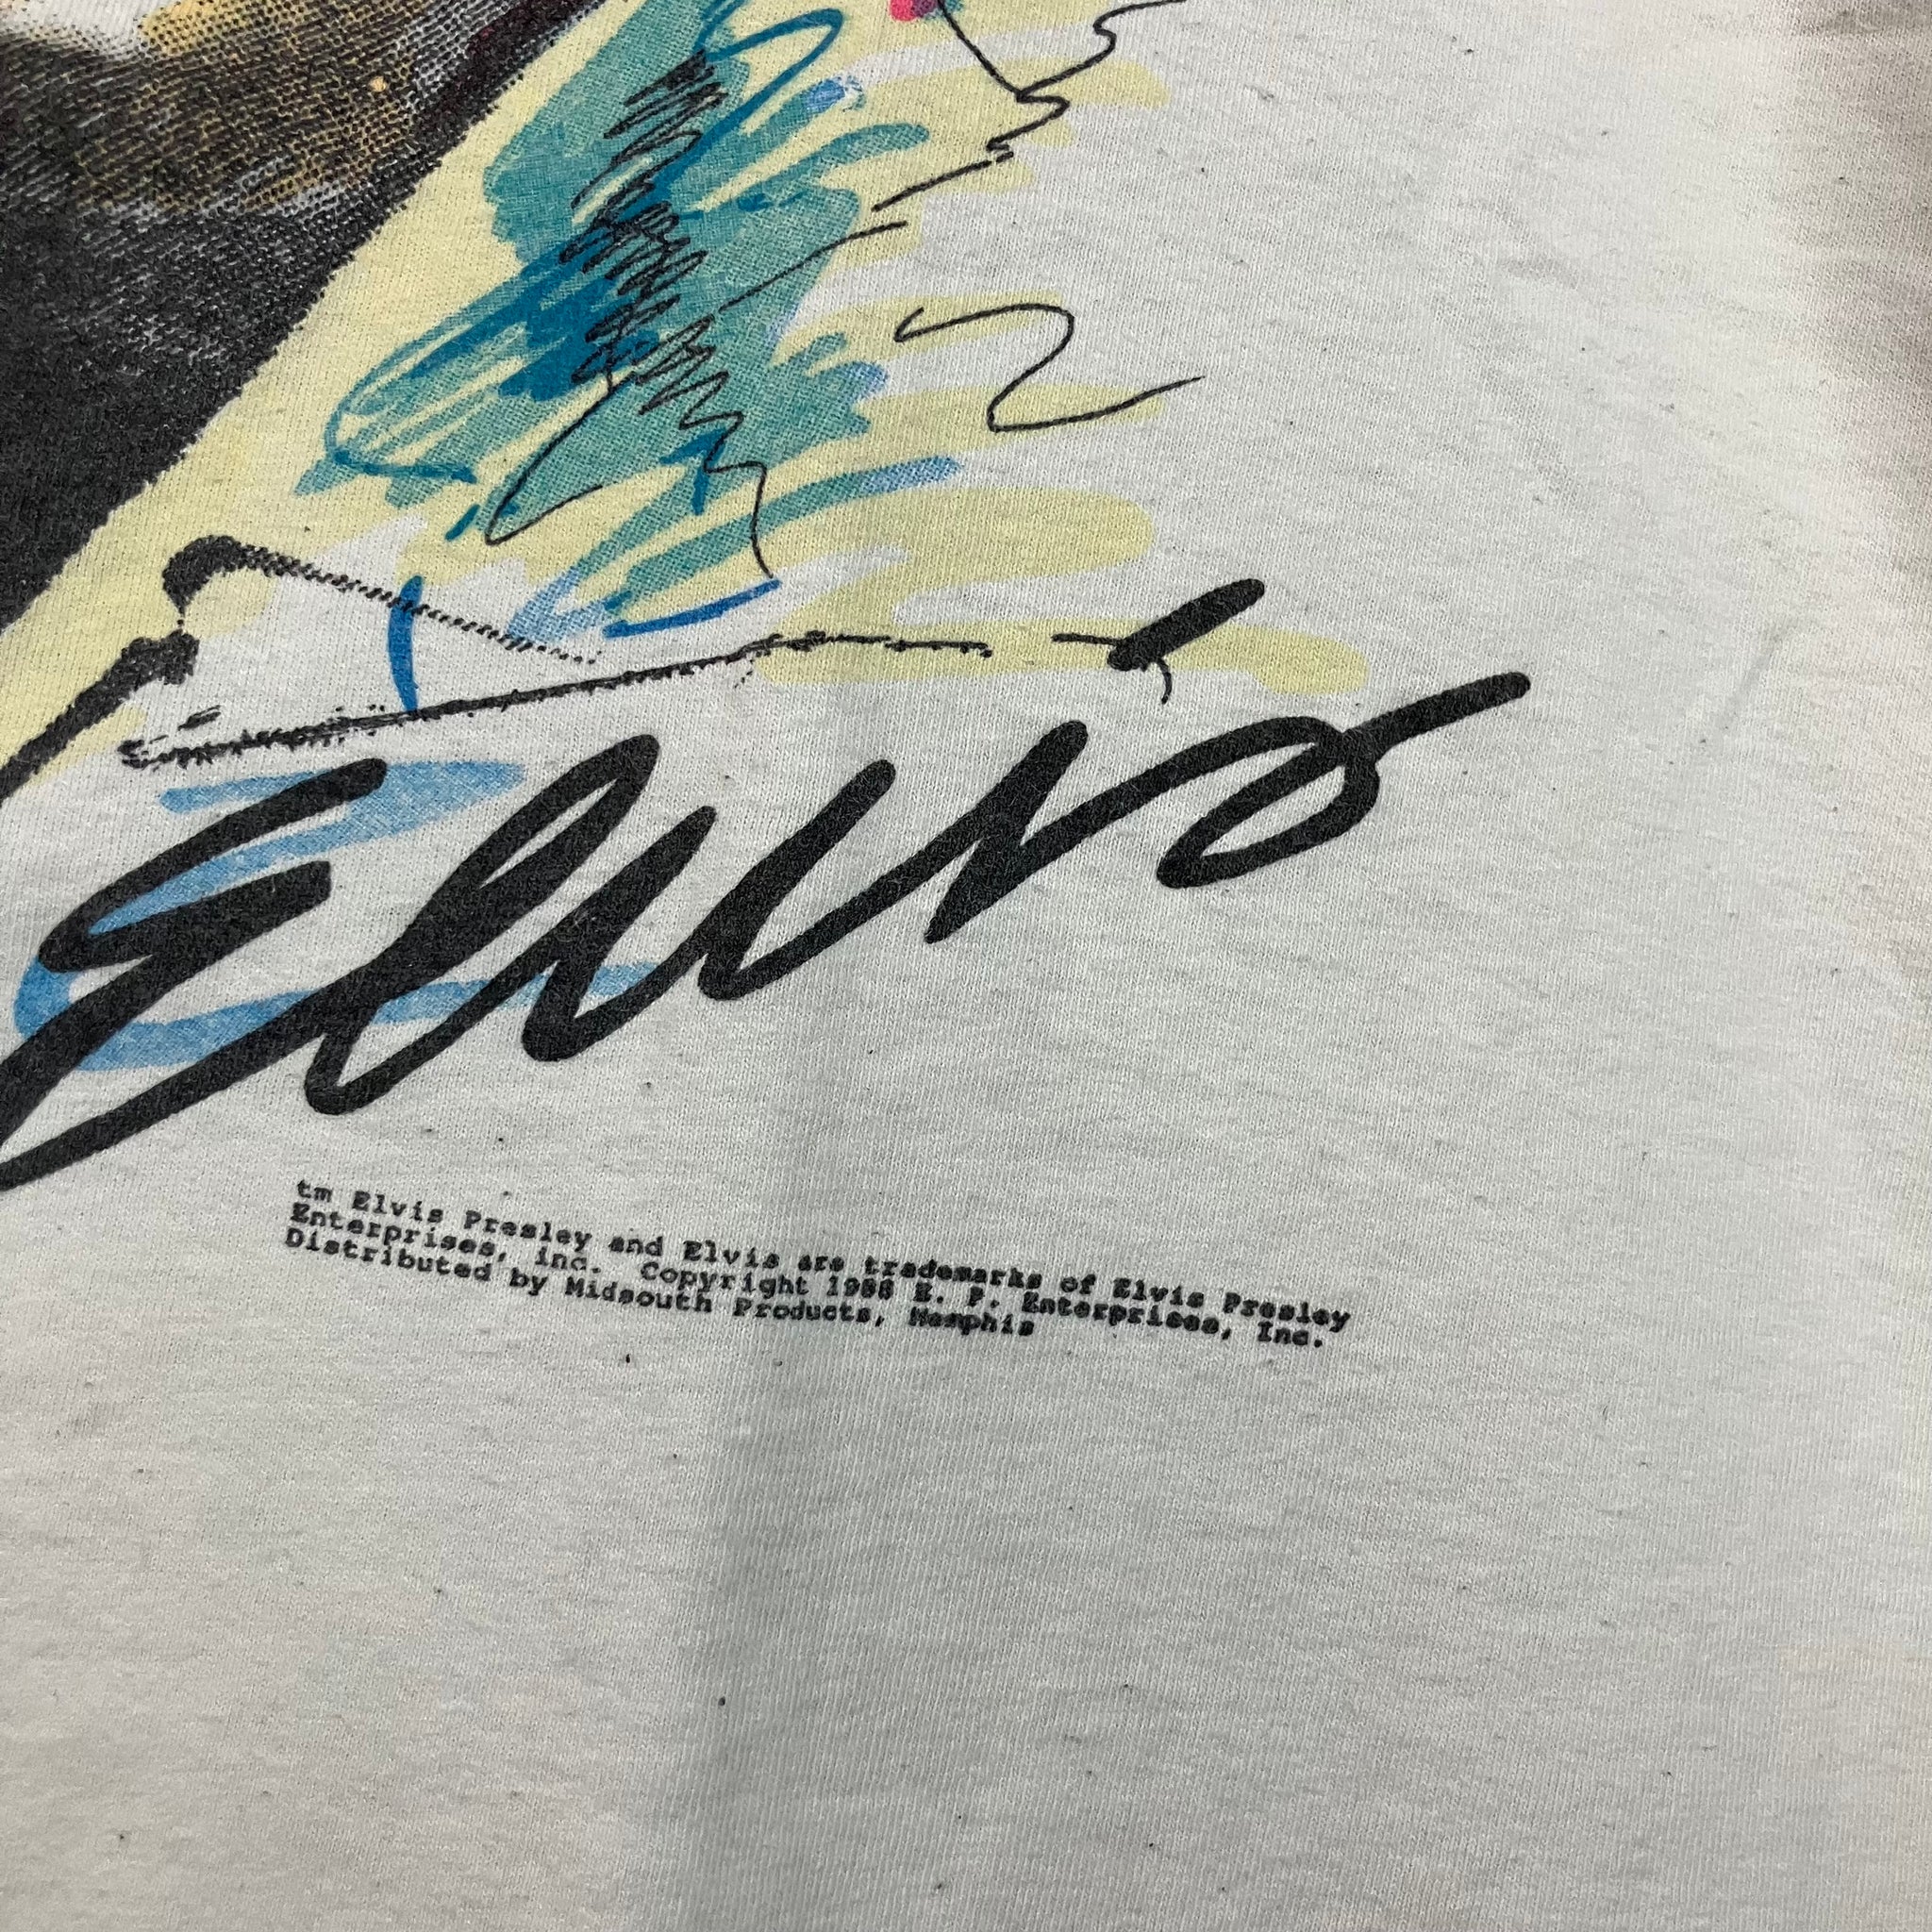 Elvis
tm Elvis Presley and Elvis are trademarks of Elvis Presley
Enterprises, inc. Copyright 1988 E. P. Enterprises, Inc.
Distributed by Midsouth Products, Memphis